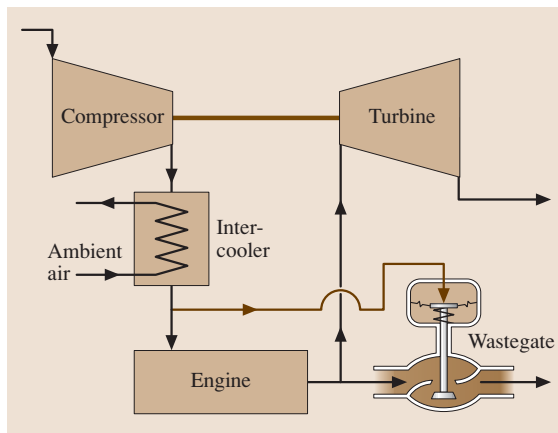 Compressor
Turbine
Inter-
cooler
Ambient
air
Wastegate
Engine